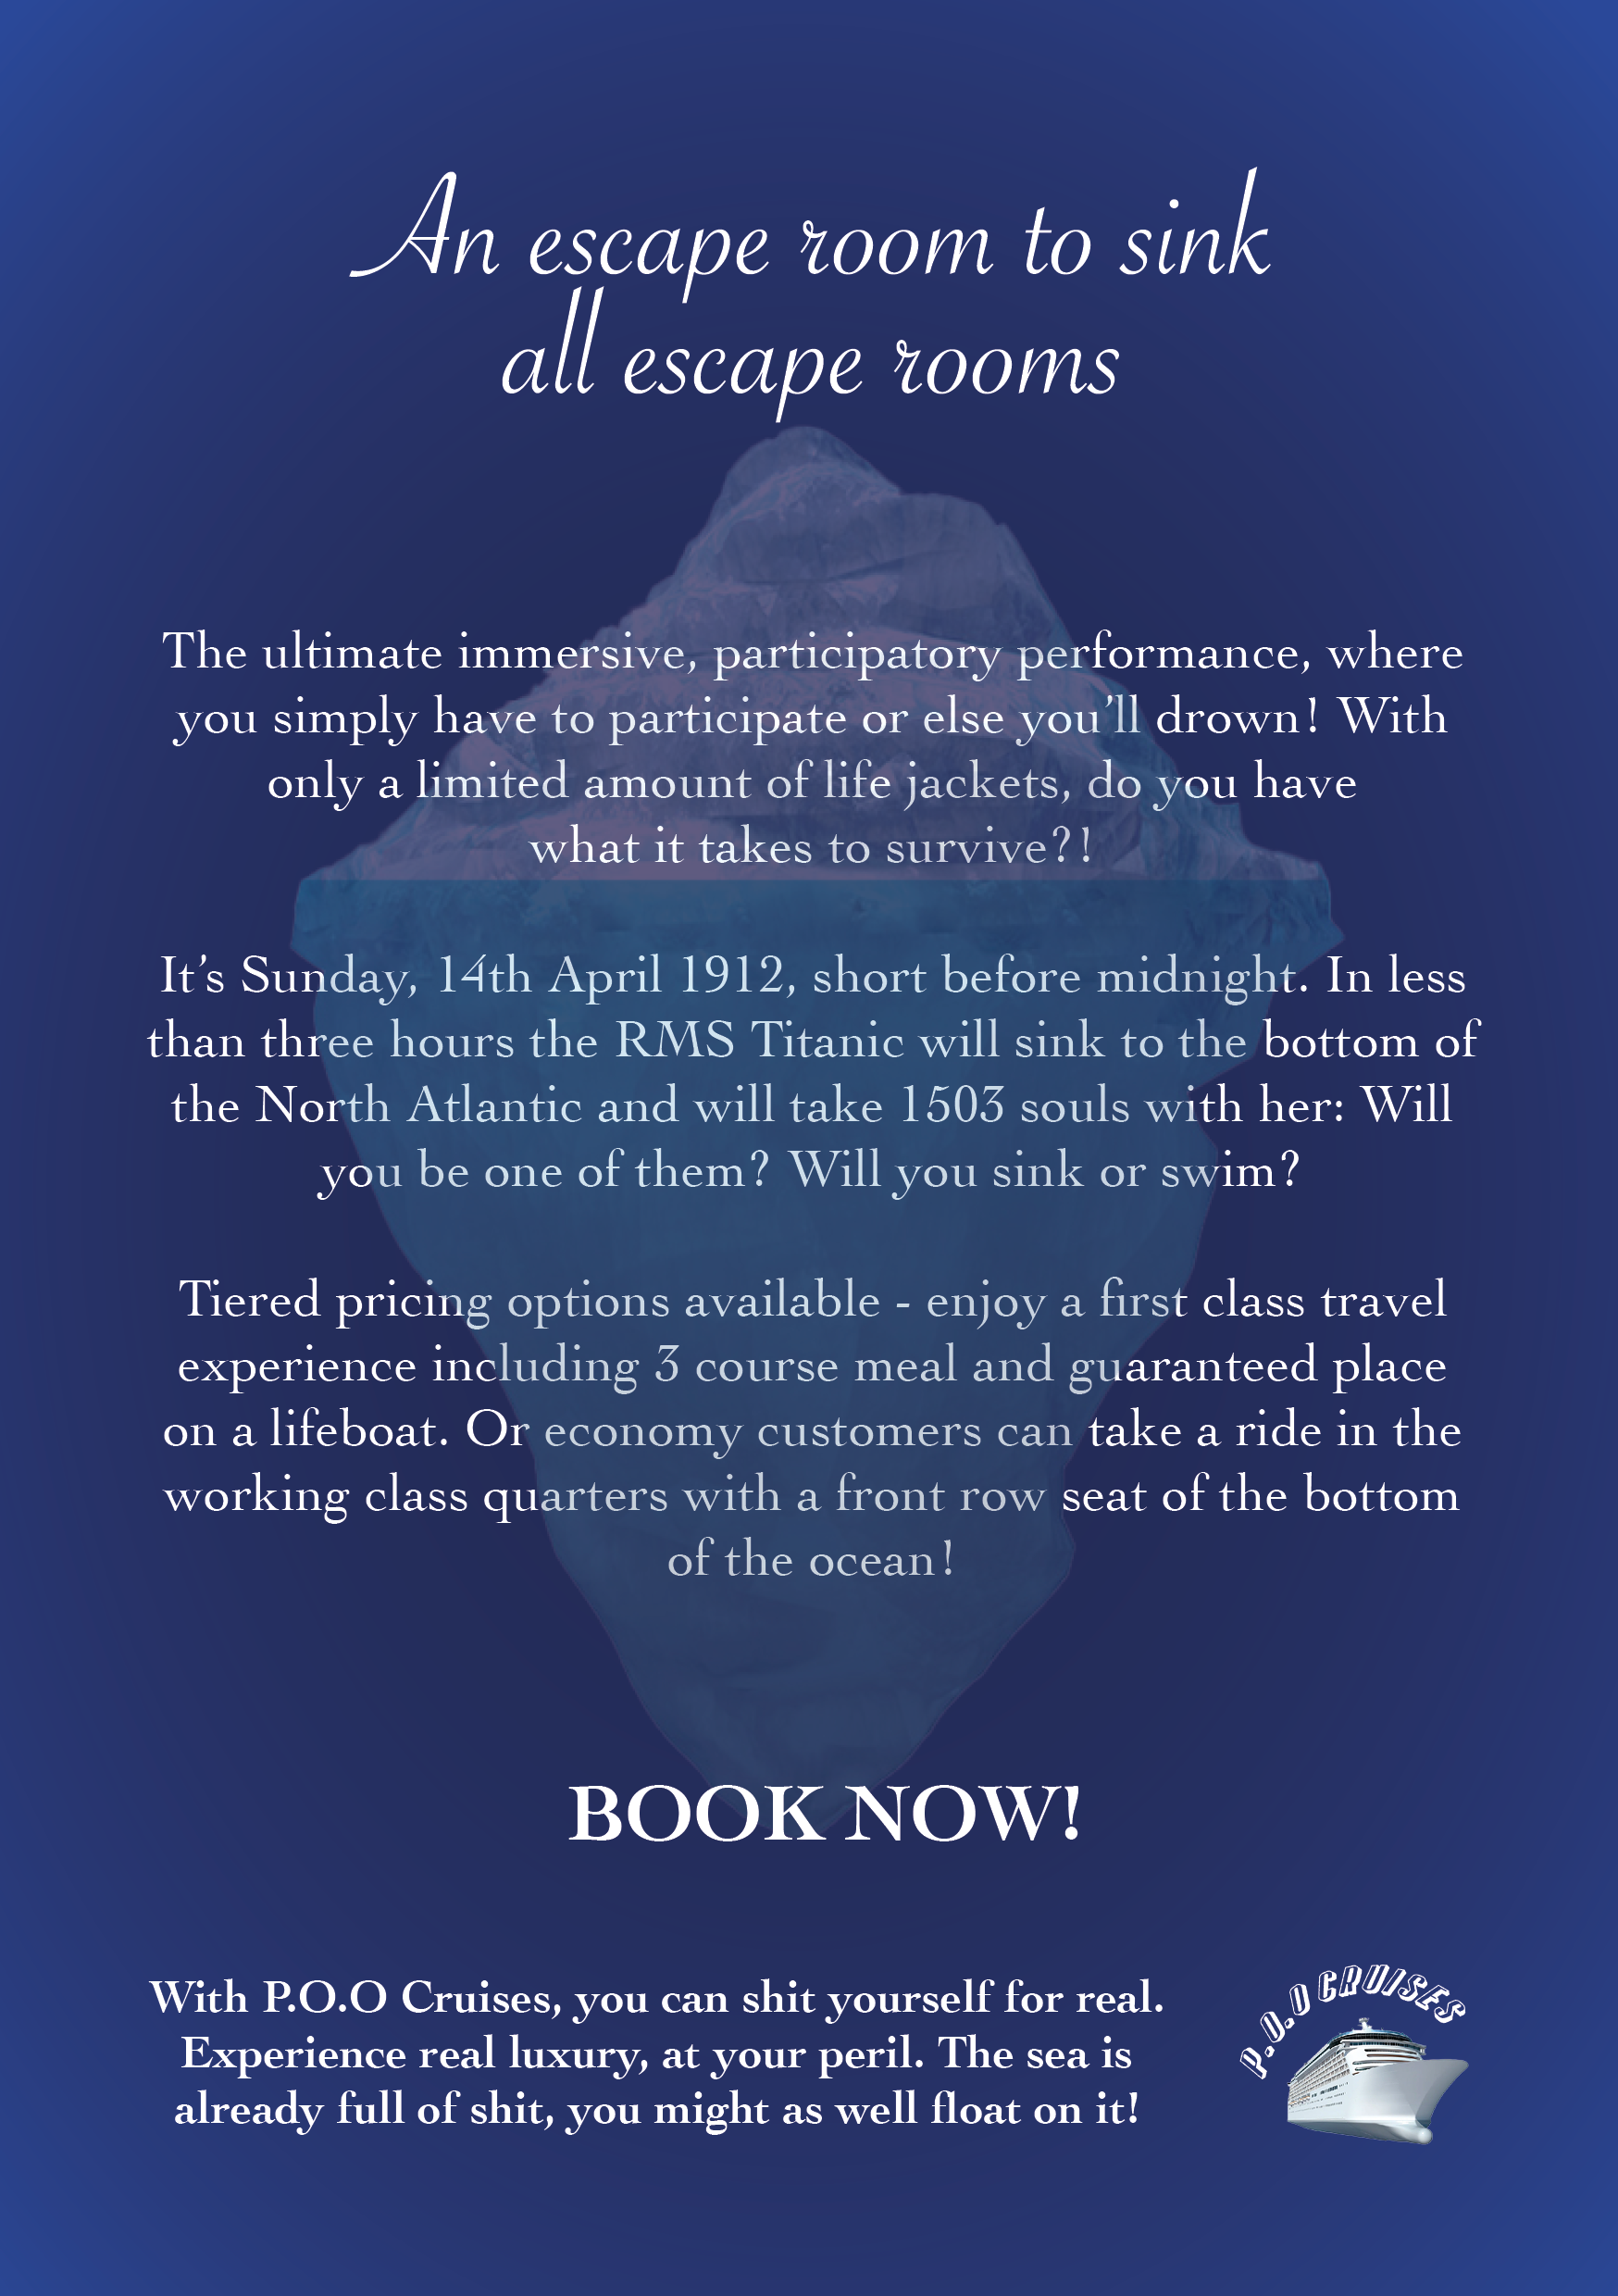 An escape room to sink
all escape rooms
The ultimate immersive, participatory performance, where
you simply have to participate or else you’ll drown! With
only a limited amount of life jackets, do you have
what it takes to survive?!
It’s Sunday, 14th April 1912, short before midnight. In less
than three hours the RMS Titanic will sink to the bottom of
the North Atlantic and will take 1503 souls with her: Will
you be one of them? Will you sink or swim?
Tiered pricing options available - enjoy a first class travel
experience including 3 course meal and guaranteed place
on a lifeboat. Or economy customers can take a ride in the
working class quarters with a front row seat of the bottom
of the ocean!
BOOK NOW!
With P.O.O Cruises, you can shit yourself for real.
Experience real luxury, at your peril. The sea is
already full of shit, you might as well float on it!
P.O.O CRUISES